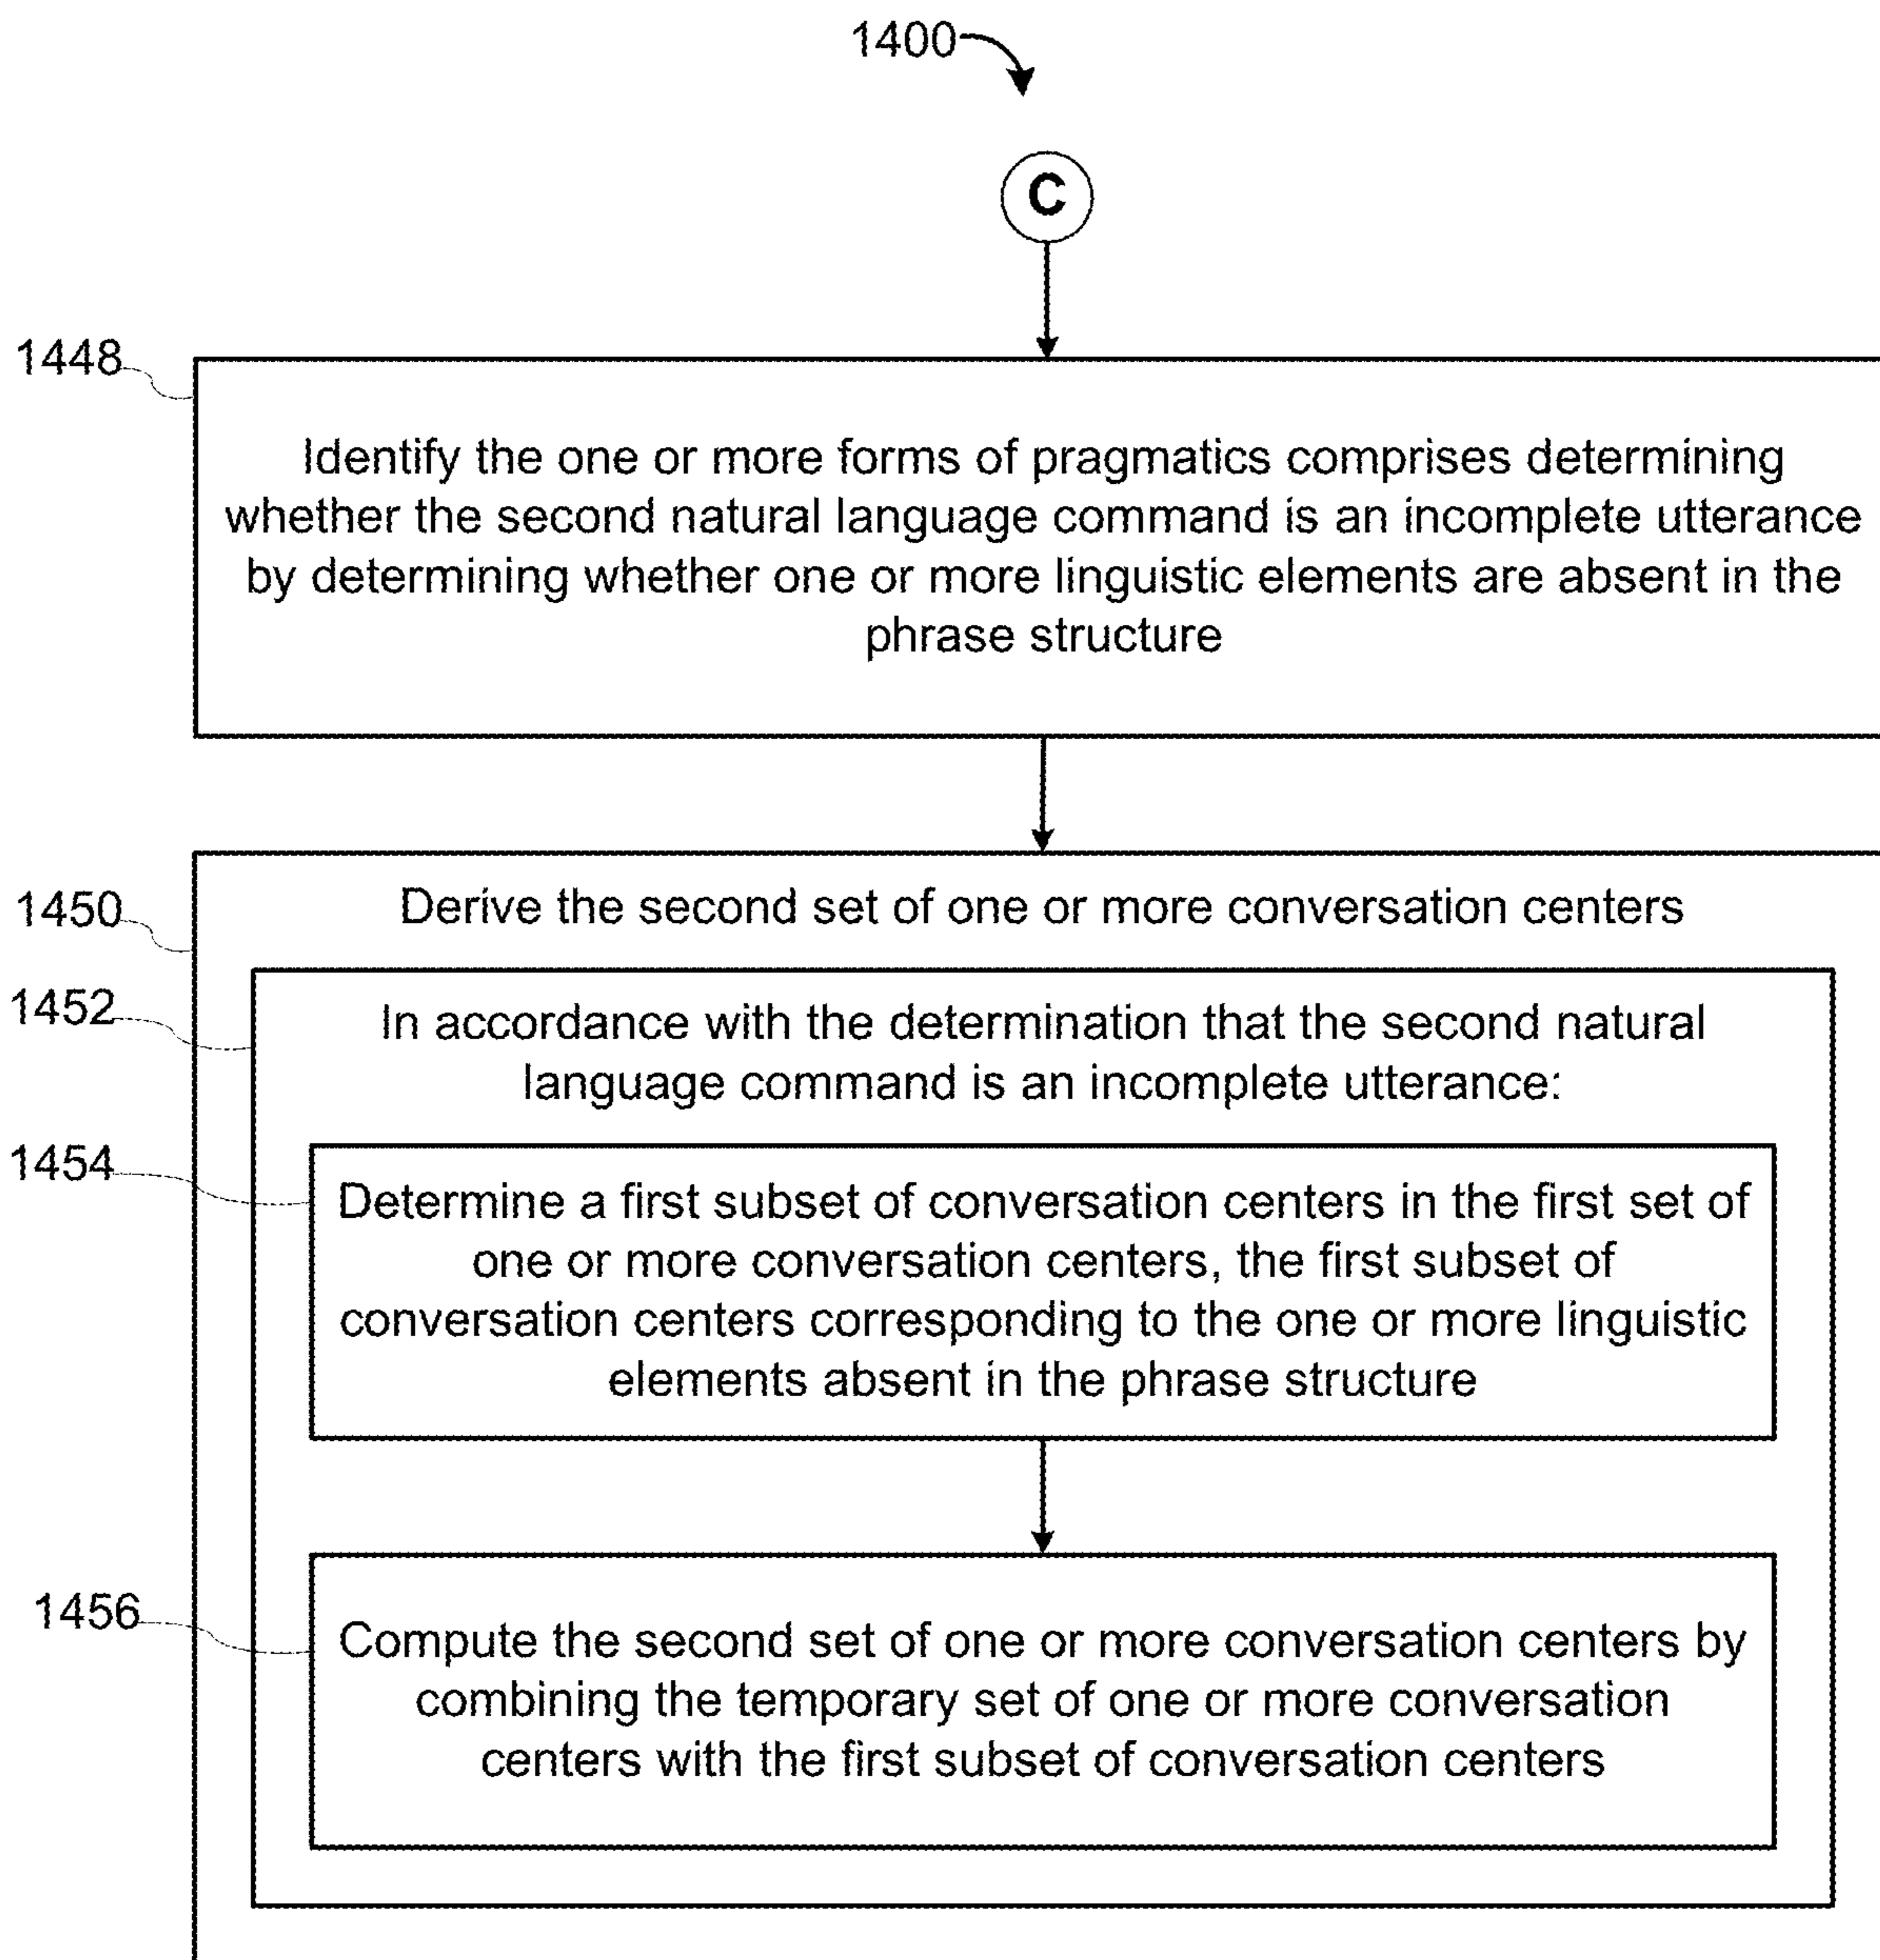 1400
C
1448
Identify the one or more forms of pragmatics comprises determining
whether the second natural language command is an incomplete utterance
by determining whether one or more linguistic elements are absent in the
phrase structure
1450
Derive the second set of one or more conversation centers
1452
In accordance with the determination that the second natural
language command is an incomplete utterance:
1454
Determine a first subset of conversation centers in the first set of
one or more conversation centers, the first subset of
conversation centers corresponding to the one or more linguistic
elements absent in the phrase structure
1456
Compute the second set of one or more conversation centers by
combining the temporary set of one or more conversation
centers with the first subset of conversation centers